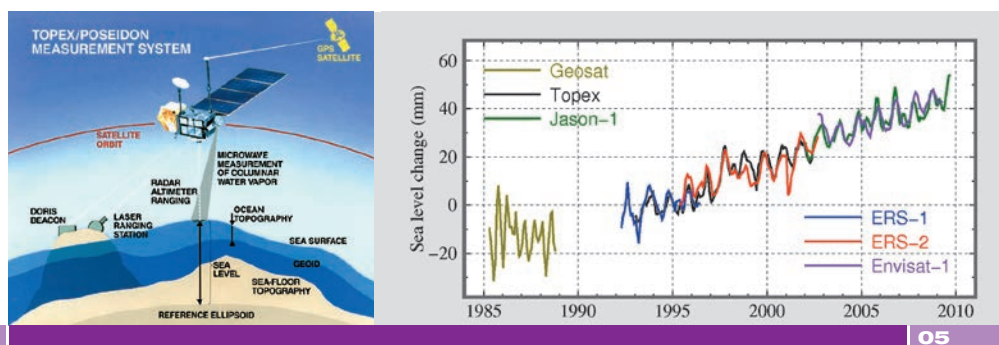 TOPEX/POSEIDON
MEASUREMENT SYSTEM
GPS
SATELLITE
SATELLITE
ORBIT
MICROWAVE
MEASUREMENT
OF COLUMNAR
WATER VAPOR
RADAR
ALTIMETER
RANGING
DORIS
DEACON
LASER
RANGING
STATION
OCEAN
TOPOGRAPHY
SEA SURFACE
GEOID
SEA
LEVEL
SEA-FLOOR
TOPOGRAPHY
REFERENCE ELLIPSOID
Sea level change (mm)
60
40
20
0
−20
Geosat
Topex
Jason−1
ERS−1
ERS−2
Envisat−1
1985
1990
1995
2000
2005
2010
05